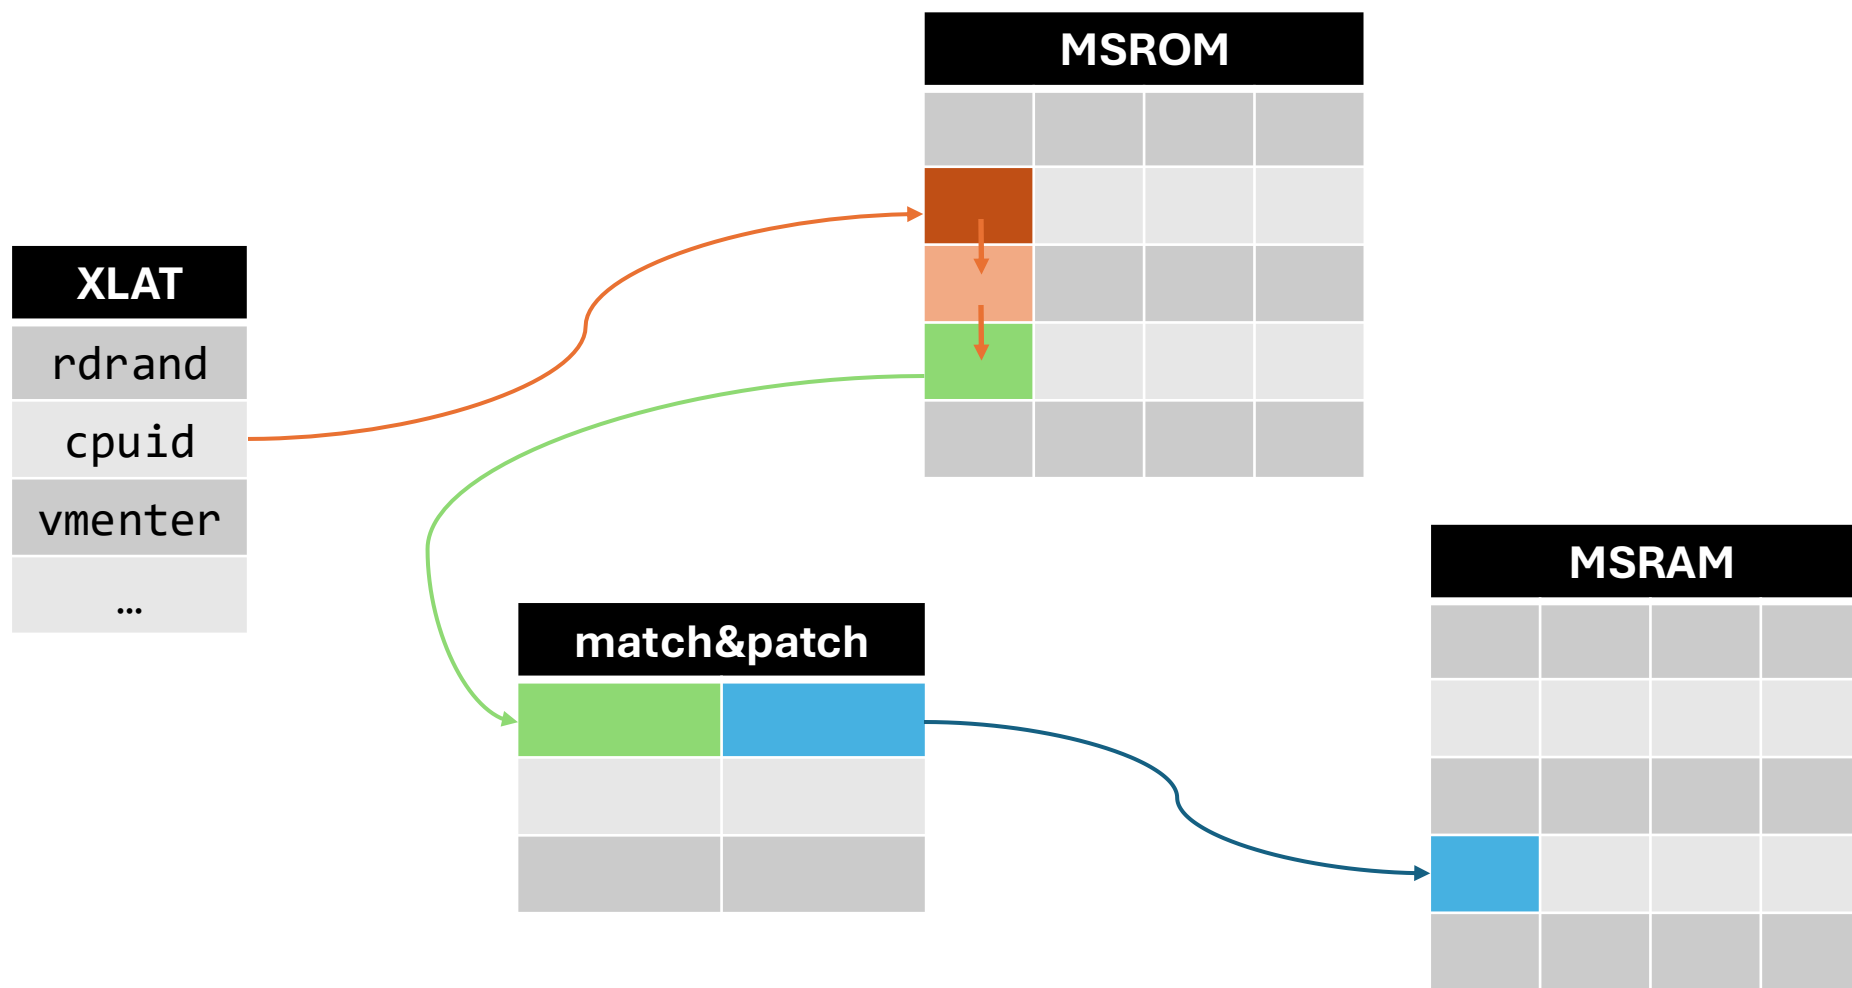 MSROM
XLAT
rdrand
cpuid
vmenter
…
match&patch
MSRAM